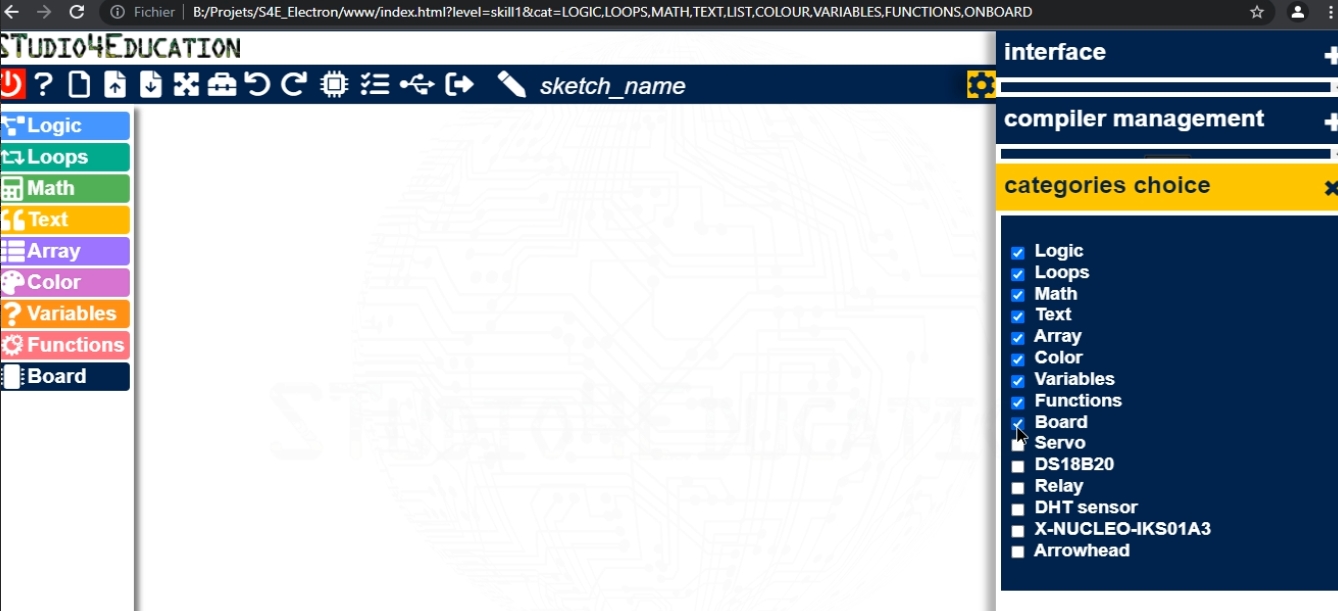 Fichier B:/Projets/S4E_Electron/www/index.html?level=skill1&cat=LOGIC,LOOPS,MATH,TEXT,LIST,COLOUR,VARIABLES,FUNCTIONS,ONBOARD
STUDIO4EDUCATION
sketch_name
Logic
Loops
Math
Text
Array
Color
Variables
Functions
Board
STUDIO4EDUCATI
interface
compiler management
categories choice
Logic
Loops
Math
Text
Array
Color
Variables
Functions
Board
Servo
DS18B20
Relay
DHT sensor
X-NUCLEO-IKS01A3
Arrowhead